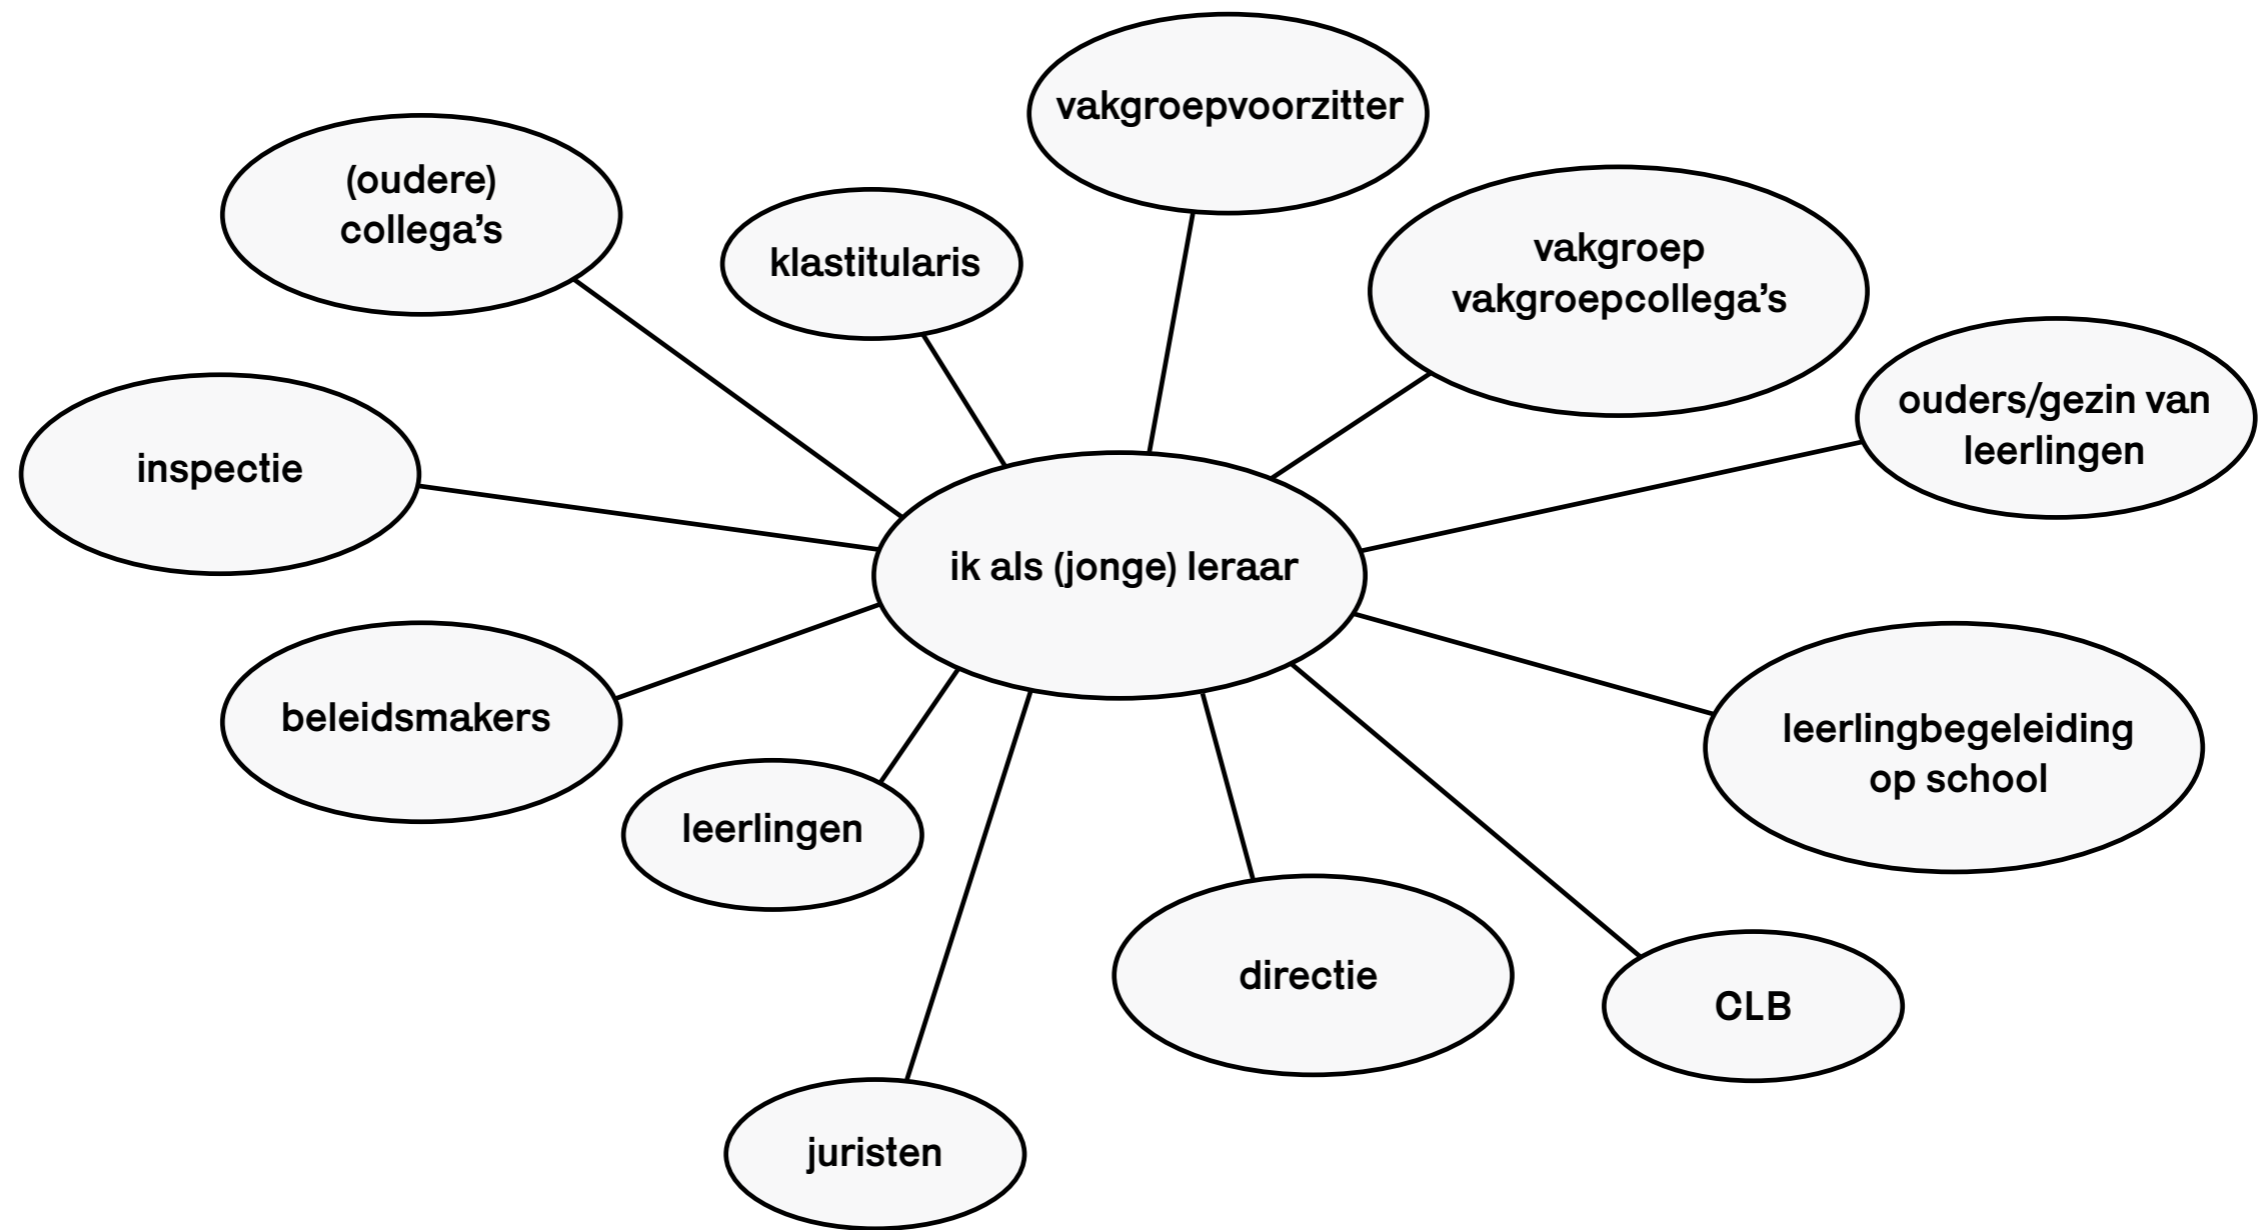 vakgroepvoorzitter
(oudere)
collega’s
klastitularis
vakgroep
vakgroepcollega’s
ouders/gezin van
leerlingen
inspectie
ik als (jonge) leraar
beleidsmakers
leerlingbegeleiding
op school
leerlingen
directie
CLB
juristen